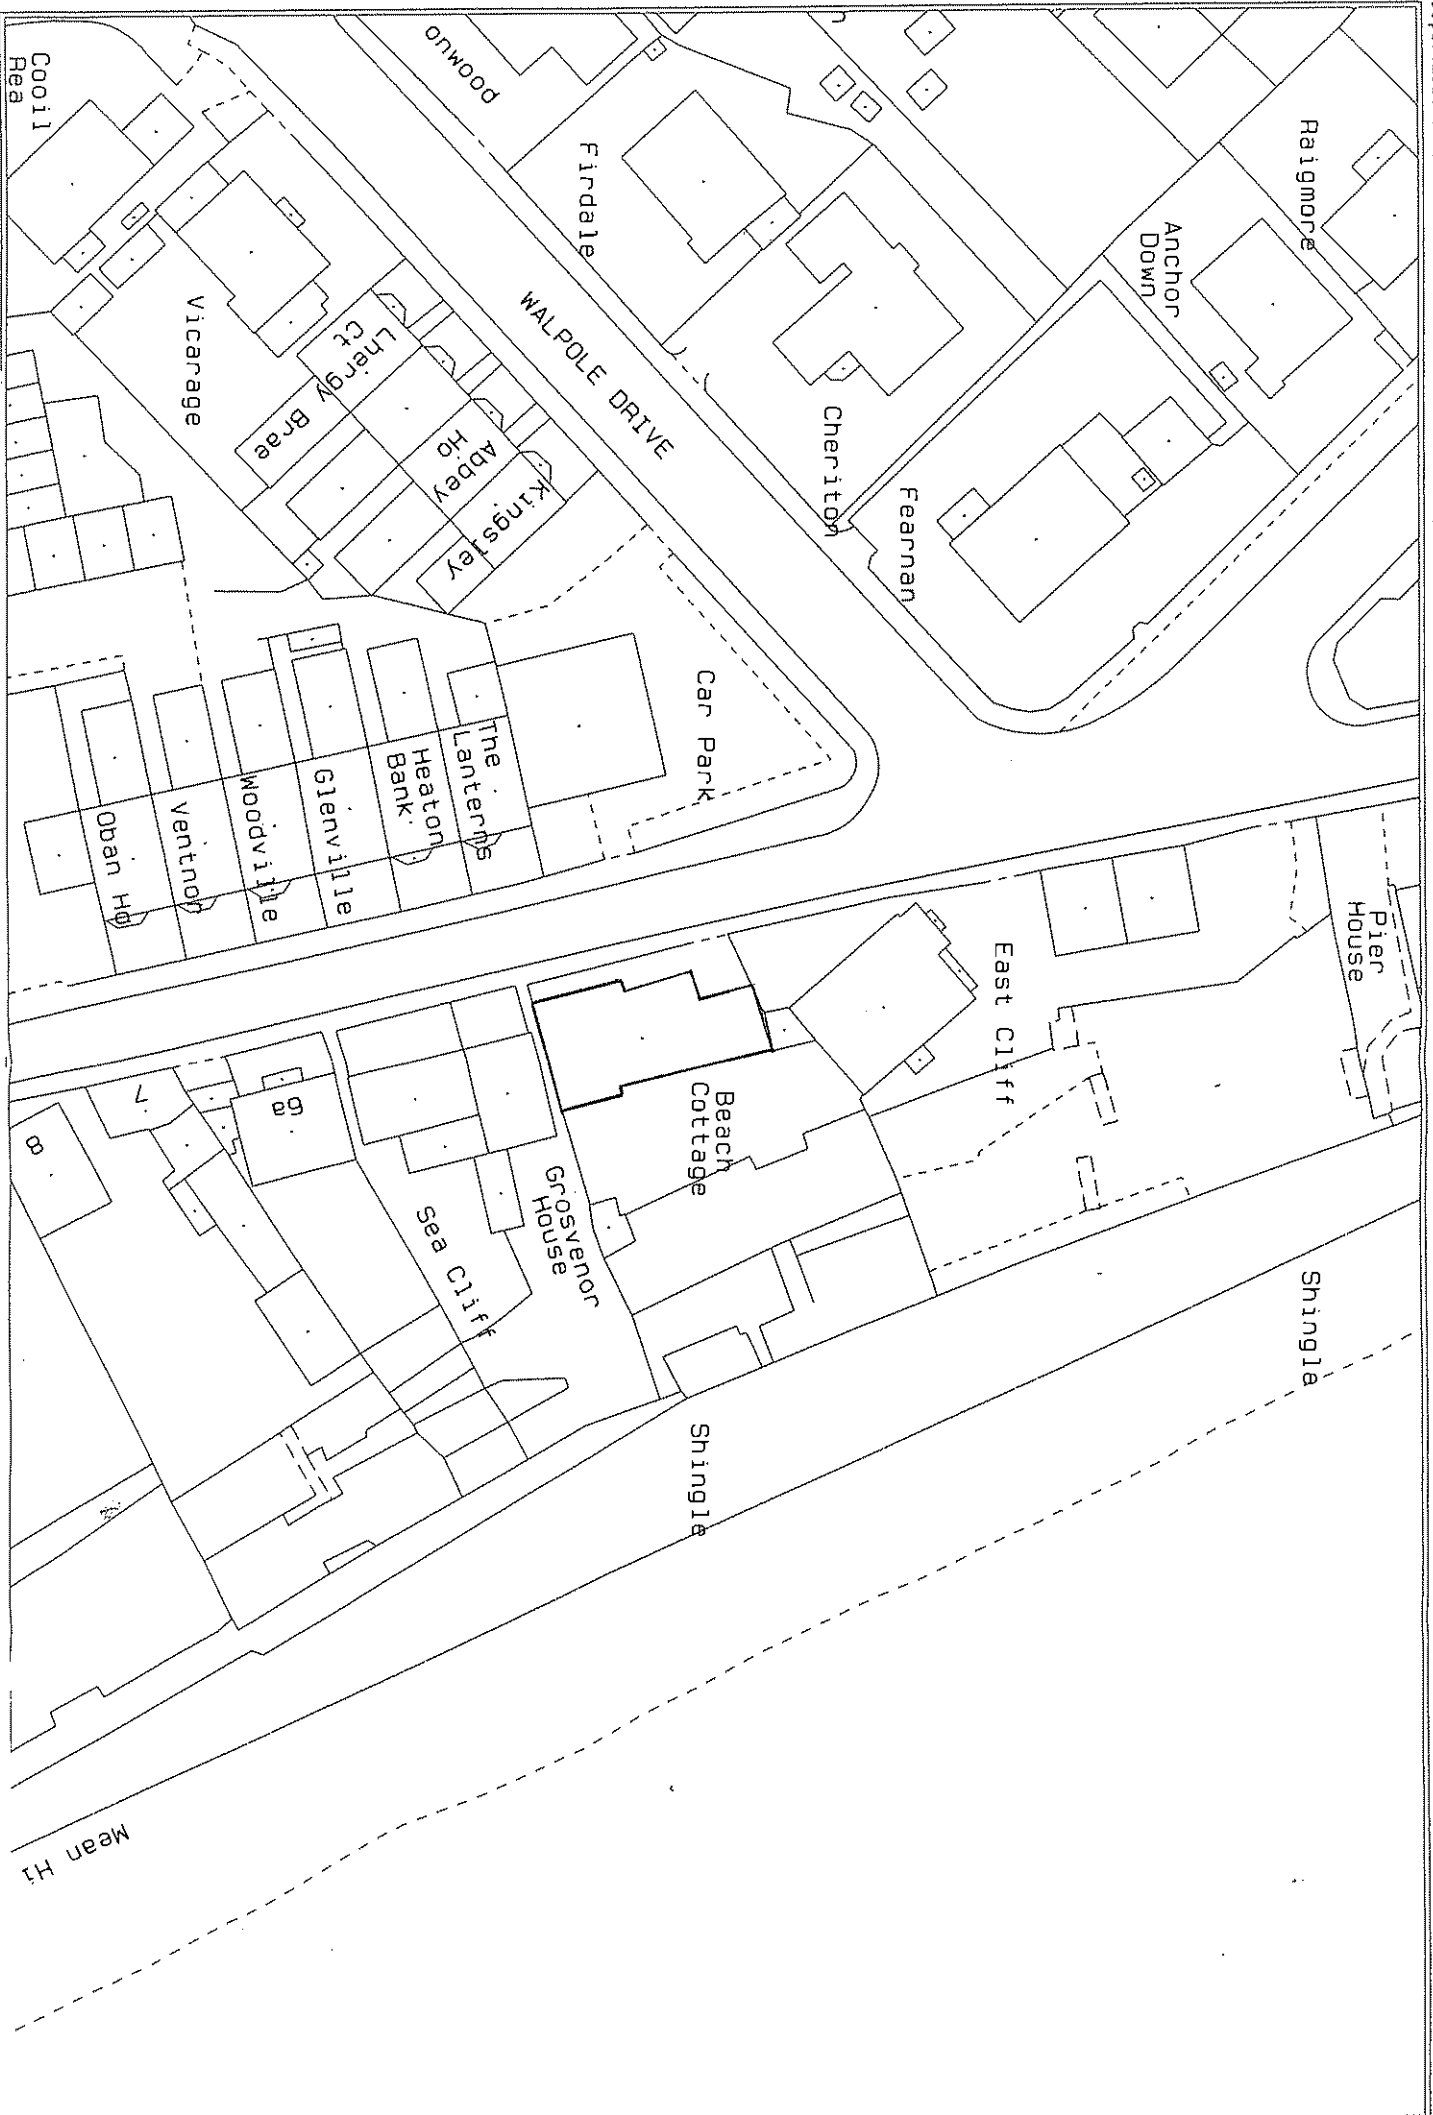 Cooil
Rea
onwood
Firdale
Raigmore
Anchor
Down
WALPOLE DRIVE
Vicarage
Lhergy
Ct
Brae
Abbey
Ho
Kingsley
Cheriton
Fearnan
Car Park
The
Lanterns
Heaton
Bank
Glenville
Woodville
Ventnor
Oban Ho
Pier
House
East Cliff
Beach
Cottage
Grosvenor
House
Sea Cliff
6a
7
8
Shingle
Shingle
Mean Hi